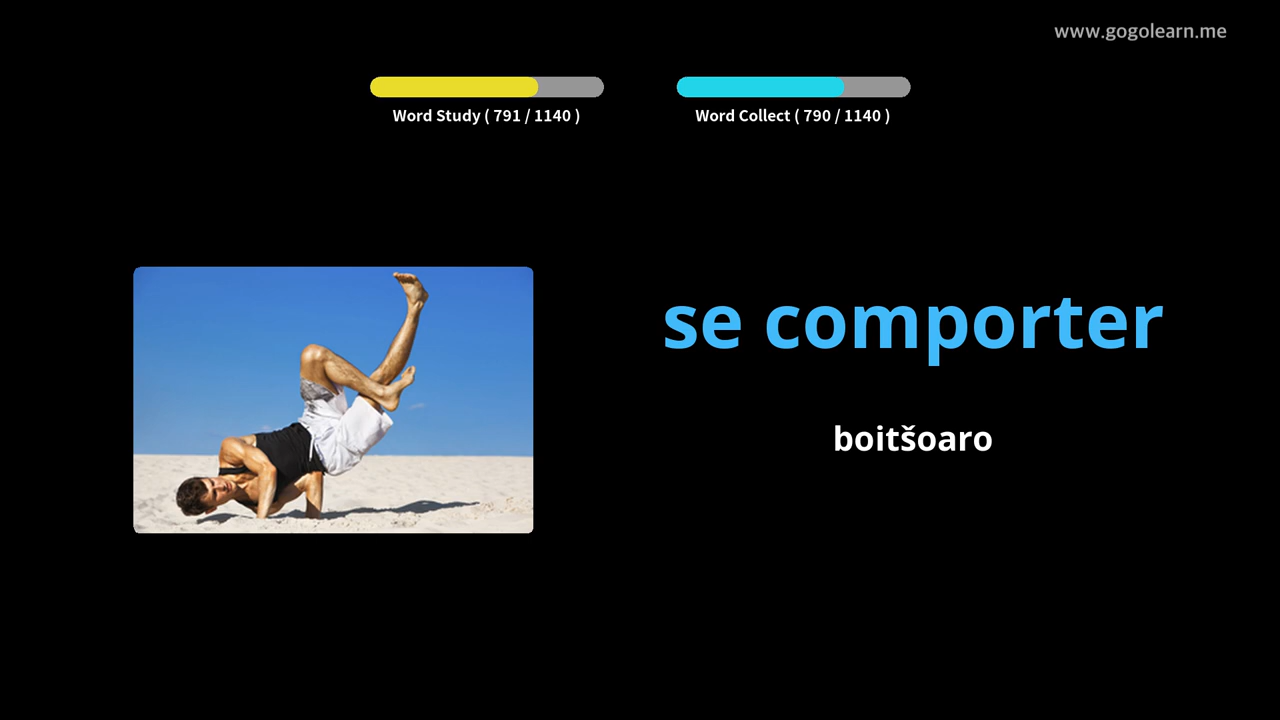 www.gogolearn.me
Word Study ( 791 / 1140 )
Word Collect ( 790 / 1140 )
se comporter
boitšoaro